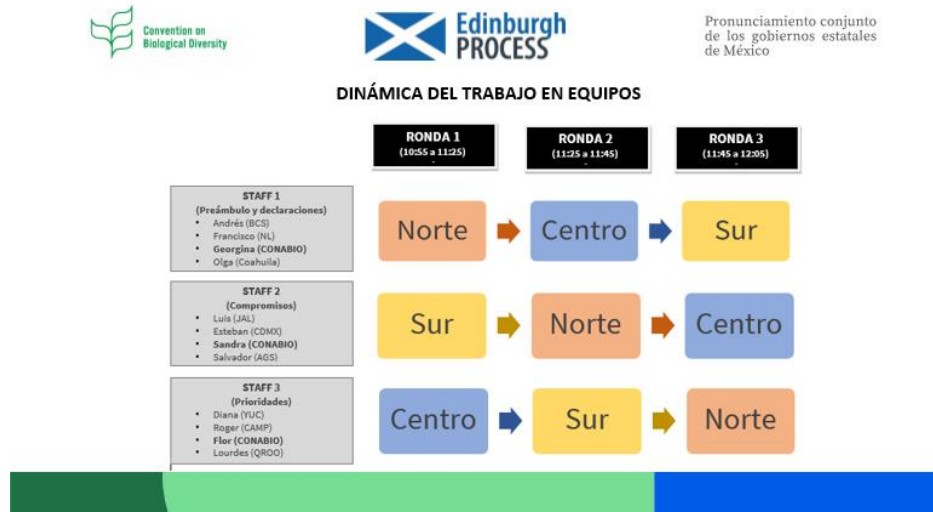 Convention on
Biological Diversity
Edinburgh
PROCESS
Pronunciamiento conjunto
de los gobiernos estatales
de México
DINÁMICA DEL TRABAJO EN EQUIPOS
RONDA 1
(10:55 a 11:25)
-
RONDA 2
(11:25 a 11:45)
-
RONDA 3
(11:45 a 12:05)
-
STAFF 1
(Preámbulo y declaraciones)
• Andrés (BCS)
• Francisco (NL)
• Georgina (CONABIO)
• Olga (Coahuila)
Norte
Centro
Sur
STAFF 2
(Compromisos)
• Luis (JAL)
• Esteban (CDMX)
• Sandra (CONABIO)
• Salvador (AGS)
Sur
Norte
Centro
STAFF 3
(Prioridades)
• Diana (YUC)
• Roger (CAMP)
• Flor (CONABIO)
• Lourdes (QROO)
Centro
Sur
Norte